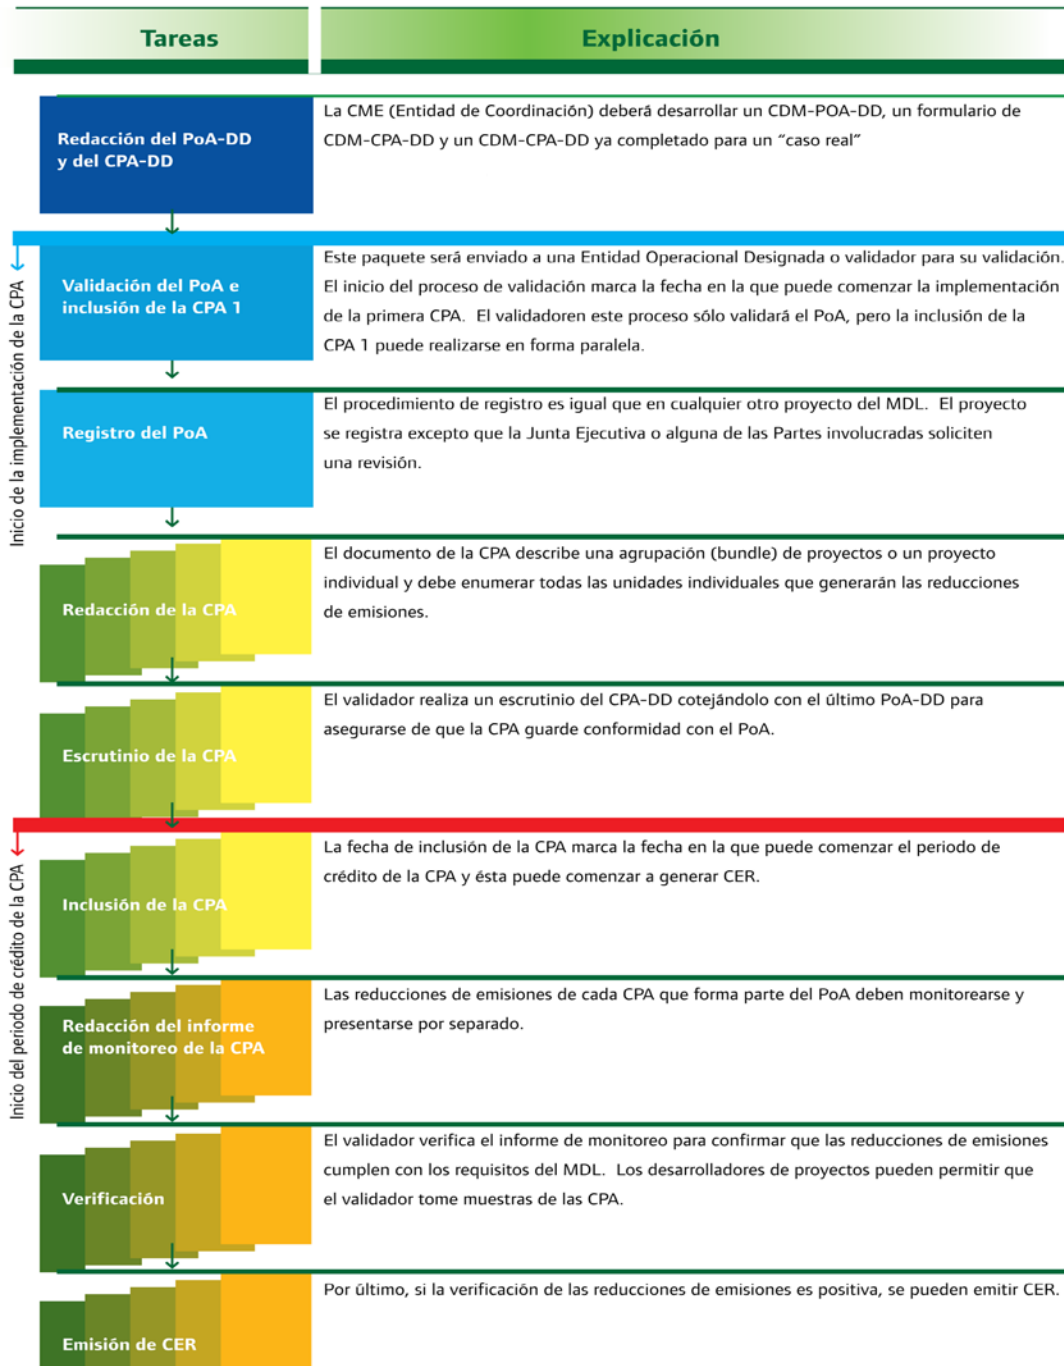 Tareas
Explicación
Redacción del PoA-DD
y del CPA-DD
La CME (Entidad de Coordinación) deberá desarrollar un CDM-POA-DD, un formulario de
CDM-CPA-DD y un CDM-CPA-DD ya completado para un “caso real”
Inicio de la implementación de la CPA
Validación del PoA e
inclusión de la CPA 1
Este paquete será enviado a una Entidad Operacional Designada o validador para su validación.
El inicio del proceso de validación marca la fecha en la que puede comenzar la implementación
de la primera CPA. El validadoren este proceso sólo validará el PoA, pero la inclusión de la
CPA 1 puede realizarse en forma paralela.
Registro del PoA
El procedimiento de registro es igual que en cualquier otro proyecto del MDL. El proyecto
se registra excepto que la Junta Ejecutiva o alguna de las Partes involucradas soliciten
una revisión.
Redacción de la CPA
El documento de la CPA describe una agrupación (bundle) de proyectos o un proyecto
individual y debe enumerar todas las unidades individuales que generarán las reducciones
de emisiones.
Escrutinio de la CPA
El validador realiza un escrutinio del CPA-DD cotejándolo con el último PoA-DD para
asegurarse de que la CPA guarde conformidad con el PoA.
Inicio del periodo de crédito de la CPA
Inclusión de la CPA
La fecha de inclusión de la CPA marca la fecha en la que puede comenzar el periodo de
crédito de la CPA y ésta puede comenzar a generar CER.
Redacción del informe
de monitoreo de la CPA
Las reducciones de emisiones de cada CPA que forma parte del PoA deben monitorearse y
presentarse por separado.
Verificación
El validador verifica el informe de monitoreo para confirmar que las reducciones de emisiones
cumplen con los requisitos del MDL. Los desarrolladores de proyectos pueden permitir que
el validador tome muestras de las CPA.
Emisión de CER
Por último, si la verificación de las reducciones de emisiones es positiva, se pueden emitir CER.